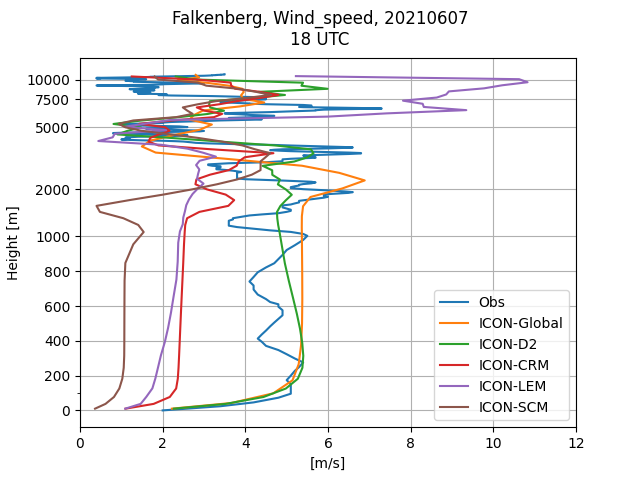 Falkenberg, Wind_speed, 20210607
18 UTC
Height [m]
10000
7500
5000
2000
1000
800
600
400
200
0
Obs
ICON-Global
ICON-D2
ICON-CRM
ICON-LEM
ICON-SCM
0 2 4 6 8 10 12
[m/s]